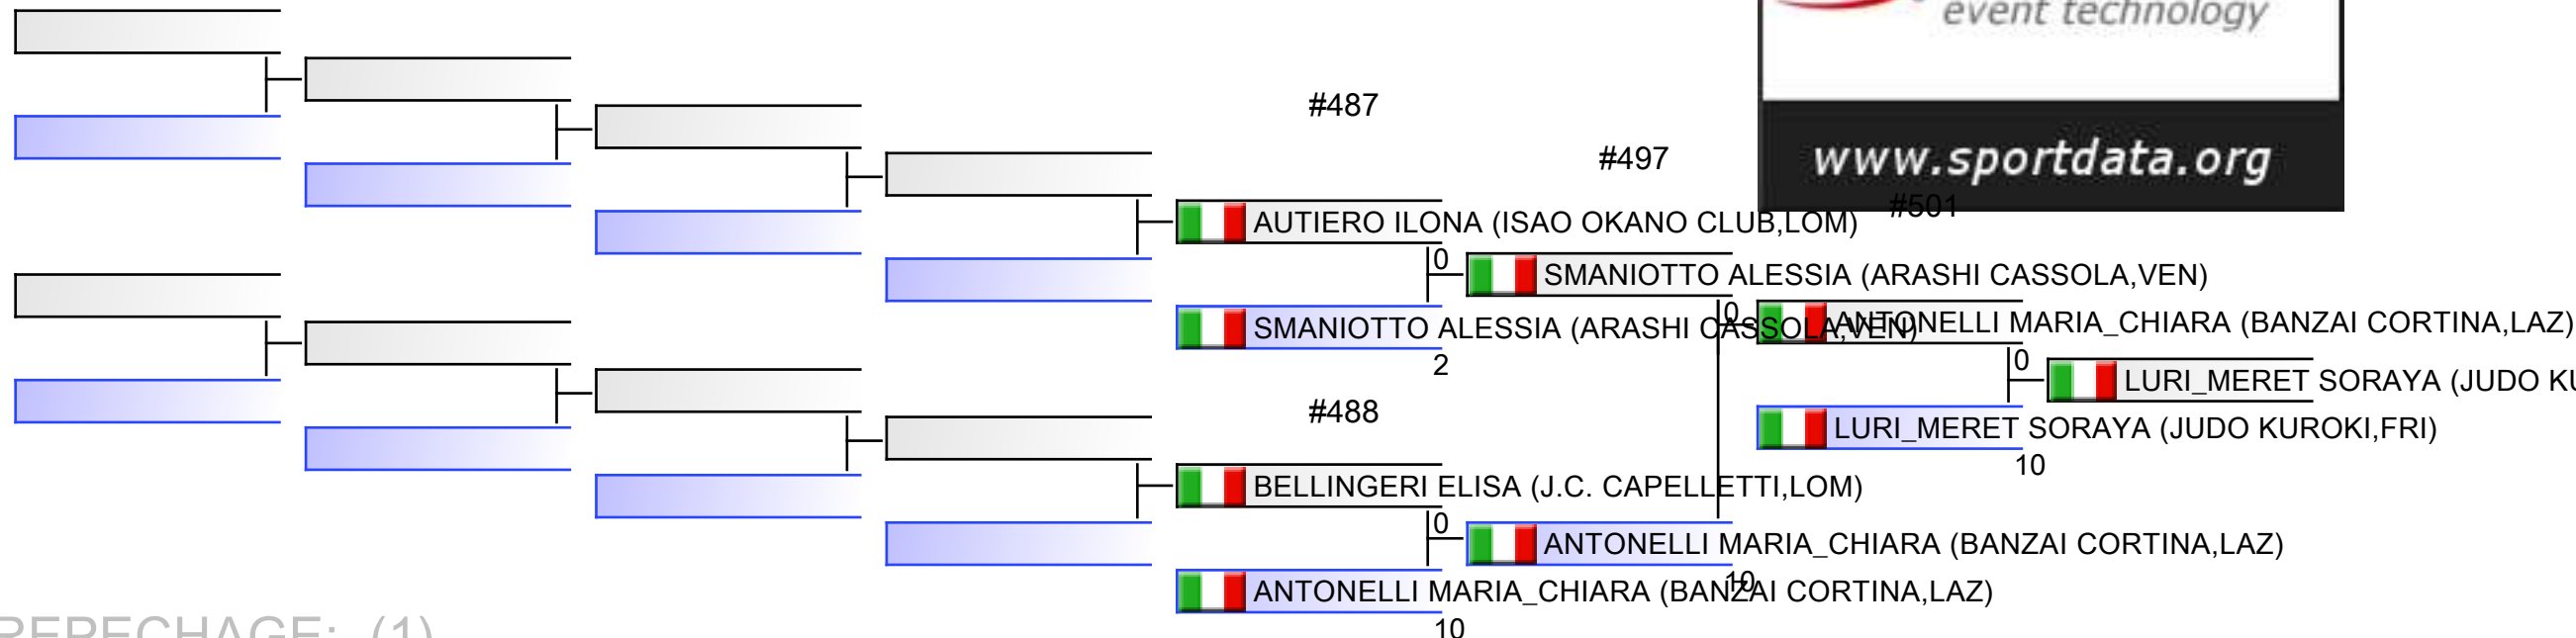 event technology
#487
#497
www.sportdata.org
#501
AUTIERO ILONA (ISAO OKANO CLUB,LOM)
0
SMANIOTTO ALESSIA (ARASHI CASSOLA,VEN)
0
SMANIOTTO ALESSIA (ARASHI CASSOLA,VEN)
ANTONELLI MARIA_CHIARA (BANZAI CORTINA,LAZ)
2
0
LURI_MERET SORAYA (JUDO KU
#488
LURI_MERET SORAYA (JUDO KUROKI,FRI)
10
BELLINGERI ELISA (J.C. CAPELLETTI,LOM)
0
ANTONELLI MARIA_CHIARA (BANZAI CORTINA,LAZ)
10
ANTONELLI MARIA_CHIARA (BANZAI CORTINA,LAZ)
10
REPECHAGE: (1)